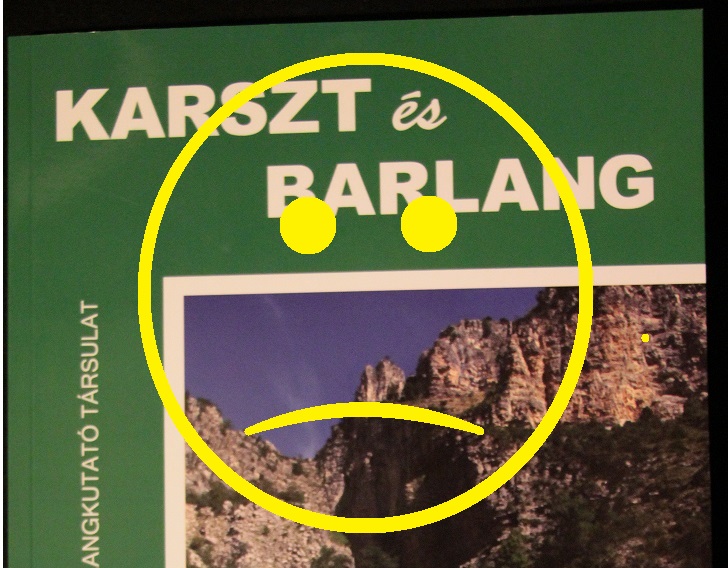 KARSZT és
BARLANG
ANGKUTATÓ TÁRSULAT